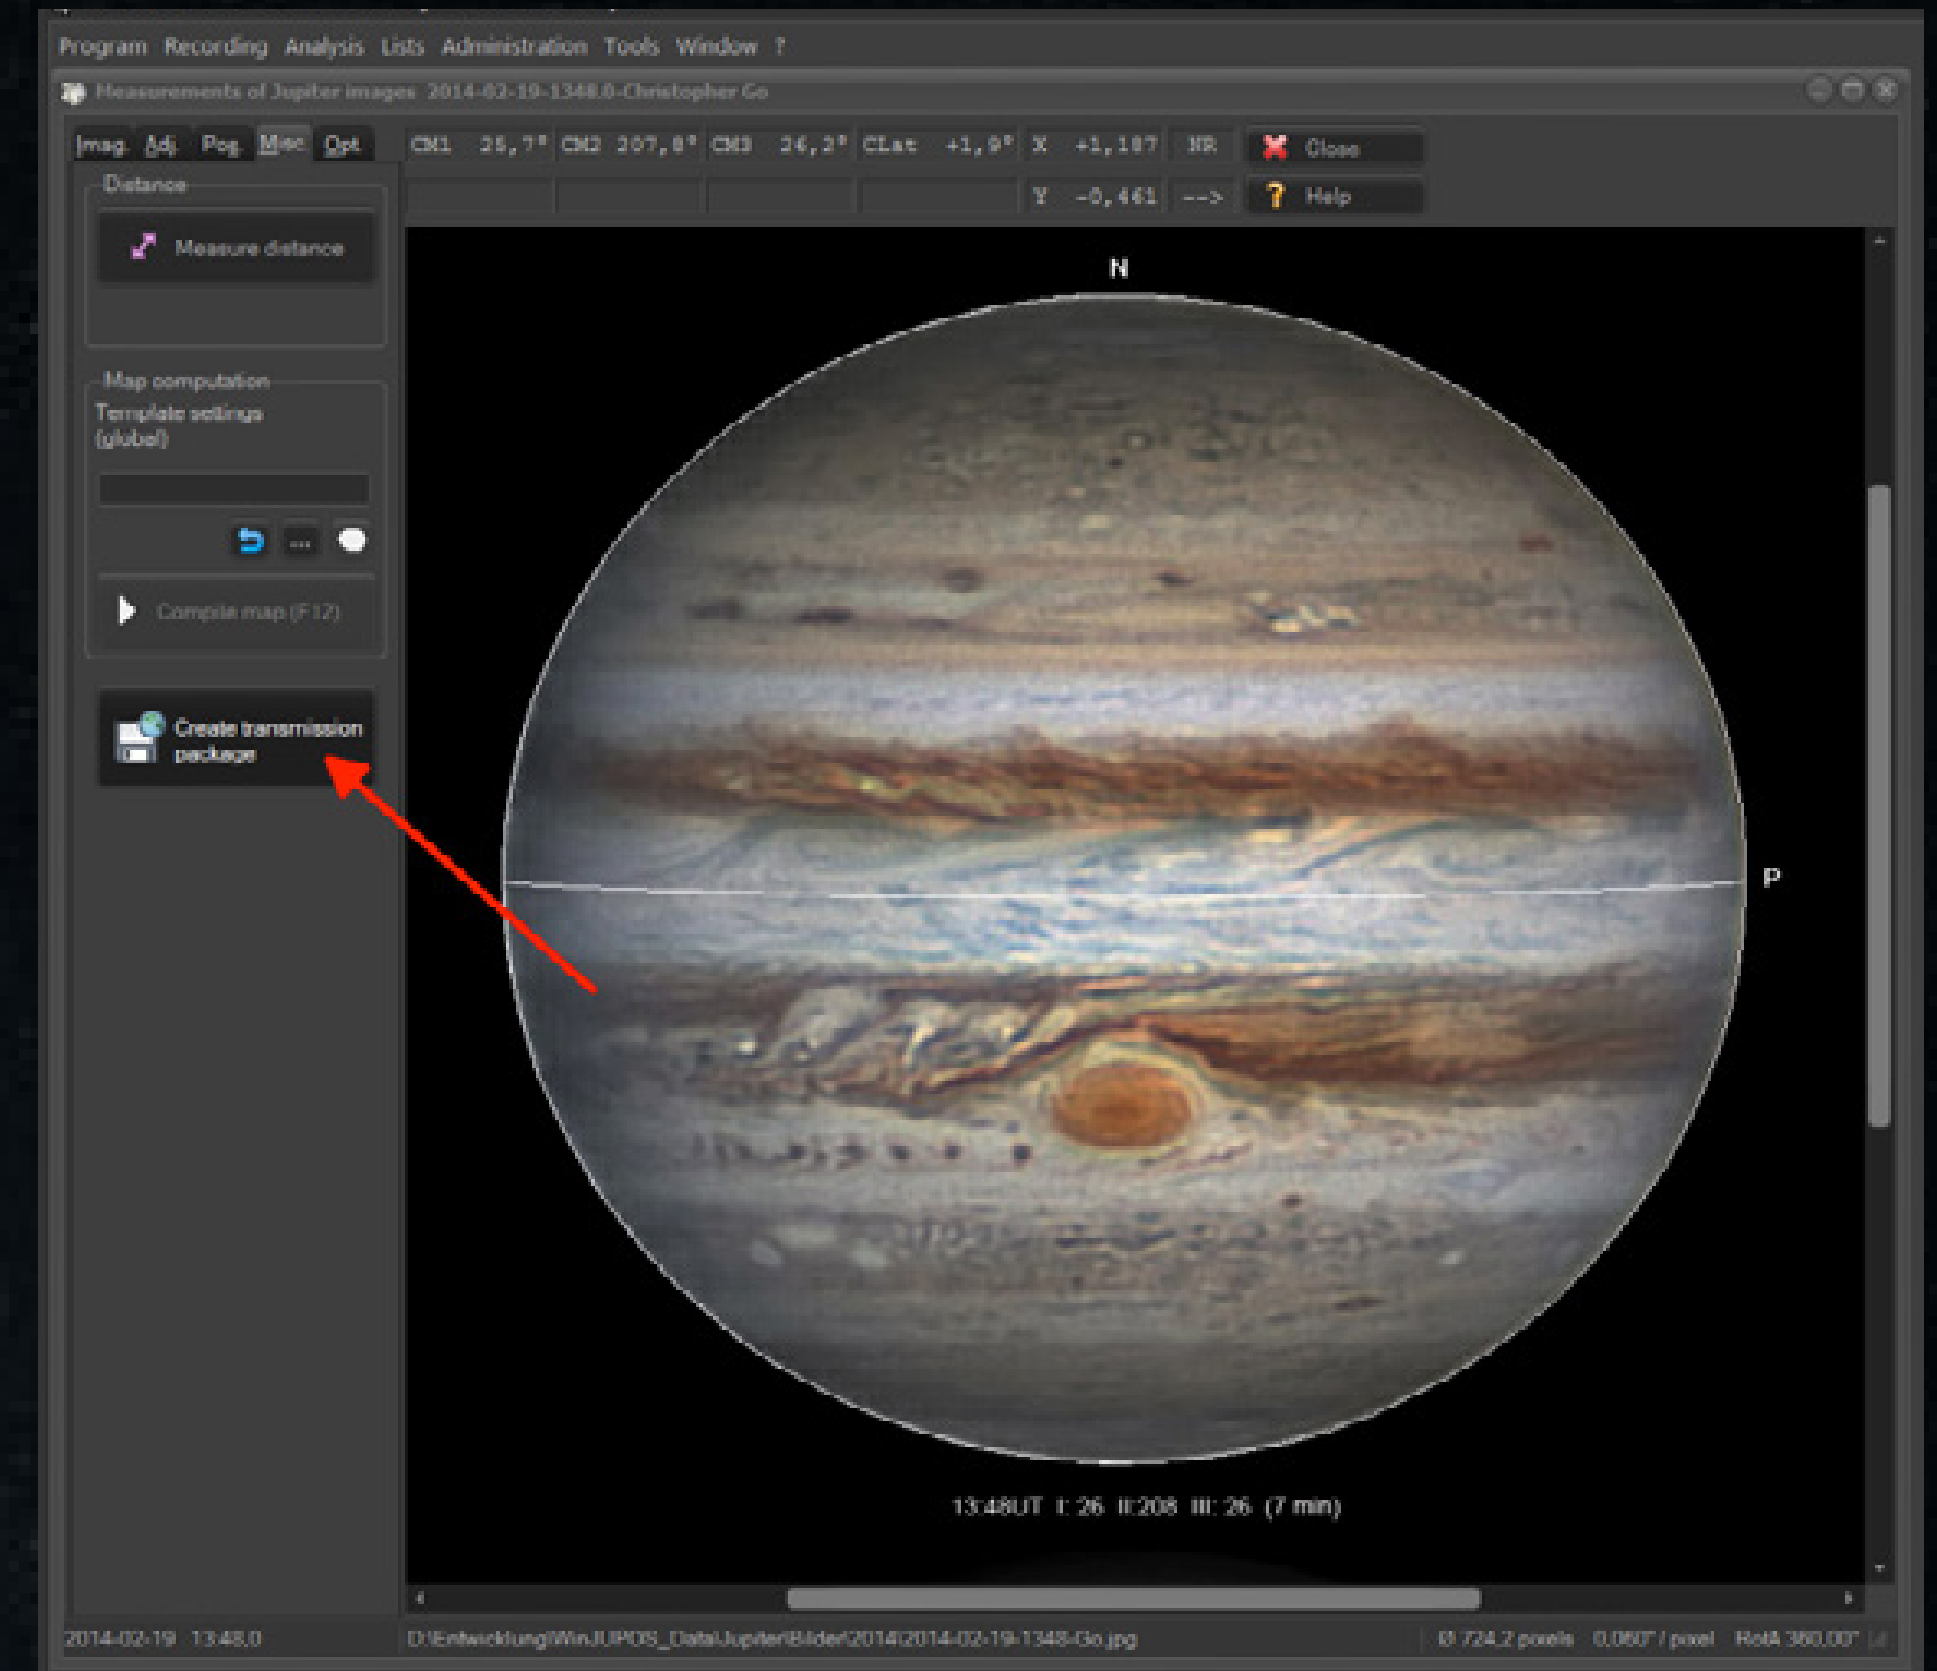 Program Recording Analysis Lists Administration Tools Window ?
Measurements of Jupiter images 2014-02-19-1348.0-Christopher Go
Imag. Adj. Pos. Misc Opt.
CM1 25,7° CM2 207,8° CM3 26,2° CLat +1,9° X +1,187 NR Close
Y -0,461 --> Help
Distance
Measure distance
Map computation
Template settings
(global)
...
Compile map (F12)
Create transmission
package
N
P
13:48UT I: 26 II:208 III: 26 (7 min)
2014-02-19 13:48,0 D:\Entwicklung\WinJUPOS_Data\Jupiter\Bilder\2014\2014-02-19-1348-Go.jpg Ø 724,2 pixels 0,060"/ pixel RotA 360,00°